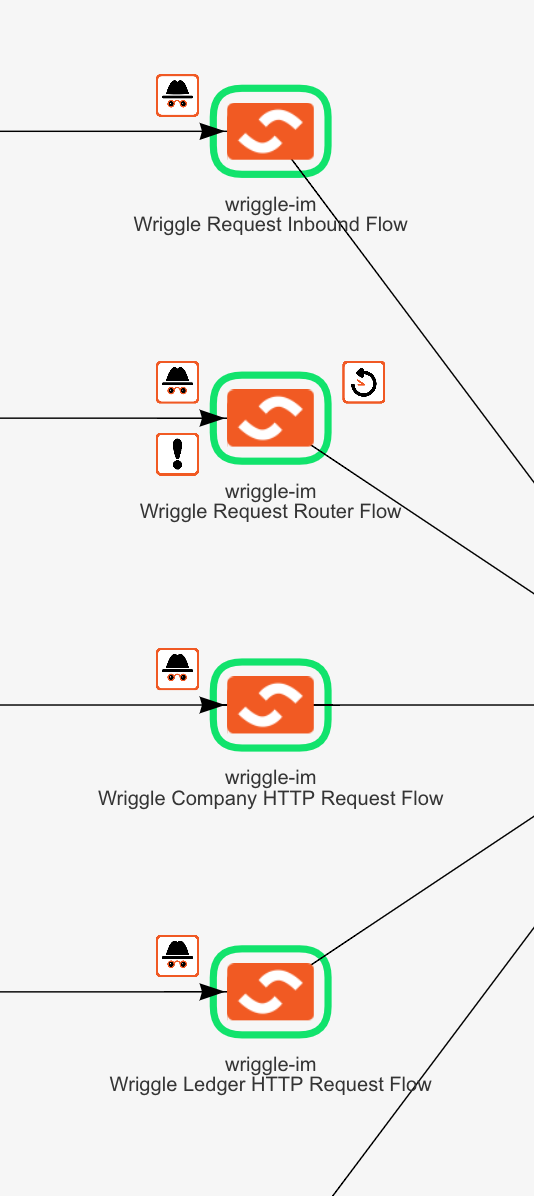 wriggle-im
Wriggle Request Inbound Flow
wriggle-im
Wriggle Request Router Flow
wriggle-im
Wriggle Company HTTP Request Flow
wriggle-im
Wriggle Ledger HTTP Request Flow